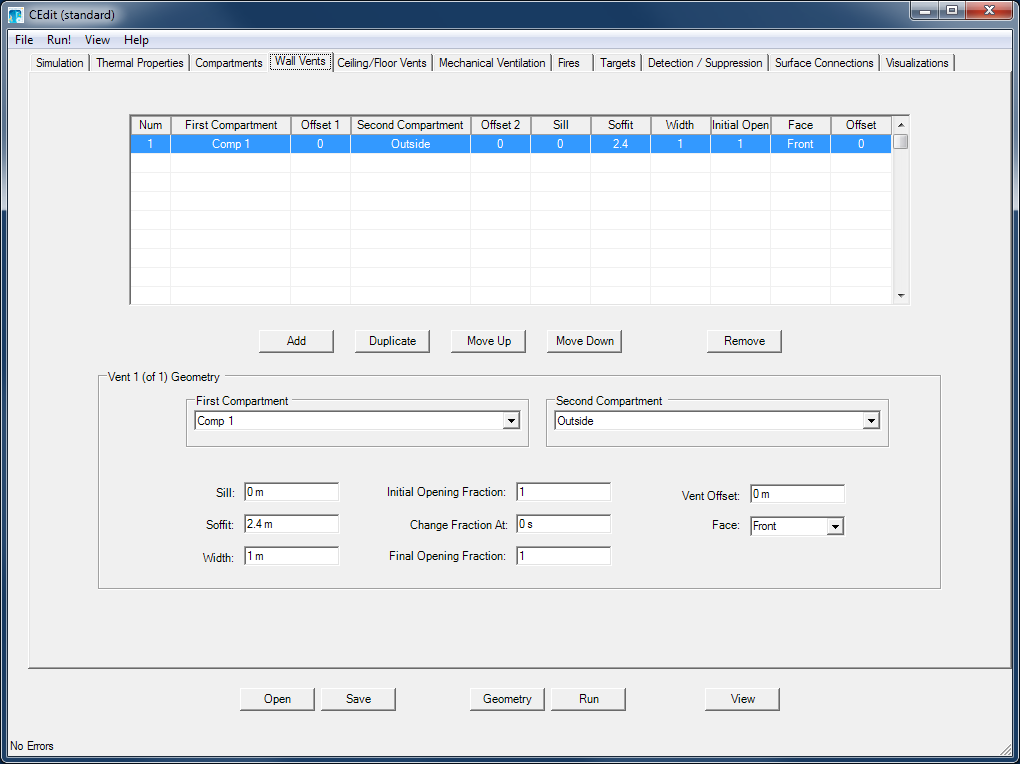 CEdit (standard)
File Run! View Help
Simulation Thermal Properties Compartments Wall Vents Ceiling/Floor Vents Mechanical Ventilation Fires Targets Detection / Suppression Surface Connections Visualizations
Num First Compartment Offset 1 Second Compartment Offset 2 Sill Soffit Width Initial Open Face Offset
1 Comp 1 0 Outside 0 0 2.4 1 1 Front 0
Add Duplicate Move Up Move Down Remove
Vent 1 (of 1) Geometry
First Compartment Second Compartment
Comp 1 Outside
Sill: 0 m Initial Opening Fraction: 1 Vent Offset: 0 m
Soffit: 2.4 m Change Fraction At: 0 s Face: Front
Width: 1 m Final Opening Fraction: 1
Open Save Geometry Run View
No Errors